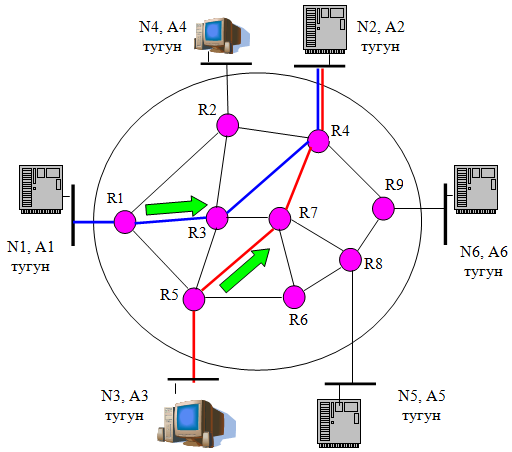 N4, A4
тугун
N2, A2
тугун
R2
R4
R1
R9
R3
R7
N1, A1
тугун
N6, A6
тугун
R8
R5
R6
N3, A3
тугун
N5, A5
тугун